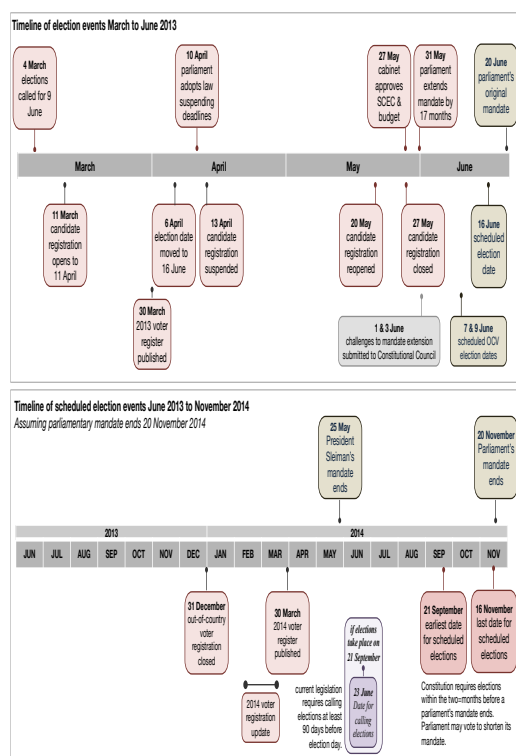 Timeline of election events March to June 2013
4 March
elections
called for 9
June
10 April
parliament
adopts law
suspending
deadlines
27 May
cabinet
approves
SCEC &
budget
31 May
parliament
extends
mandate by
17 months
20 June
parliament's
original
mandate
March
April
May
June
11 March
candidate
registration
opens to
11 April
6 April
election date
moved to
16 June
13 April
candidate
registration
suspended
20 May
candidate
registration
reopened
27 May
candidate
registration
closed
16 June
scheduled
election
date
30 March
2013 voter
register
published
1 & 3 June
challenges to mandate extension
submitted to Constitutional Council
7 & 9 June
scheduled OCV
election dates
Timeline of scheduled election events June 2013 to November 2014
Assuming parliamentary mandate ends 20 November 2014
25 May
President
Sleiman's
mandate
ends
20 November
Parliament's
mandate
ends
2013
2014
JUN JUL AUG SEP OCT NOV DEC JAN FEB MAR APR MAY JUN JUL AUG SEP OCT NOV
31 December
out-of-country
voter
registration
closed
30 March
2014 voter
register
published
if elections
take place on
21 September
21 September
earliest date
for scheduled
elections
16 November
last date for
scheduled
elections
2014 voter
registration
update
current legislation
requires calling
elections at least
90 days before
election day.
23 June
Date for
calling
elections
Constitution requires elections
within the two=months before a
parliament's mandate ends.
Parliament may vote to shorten its
mandate.